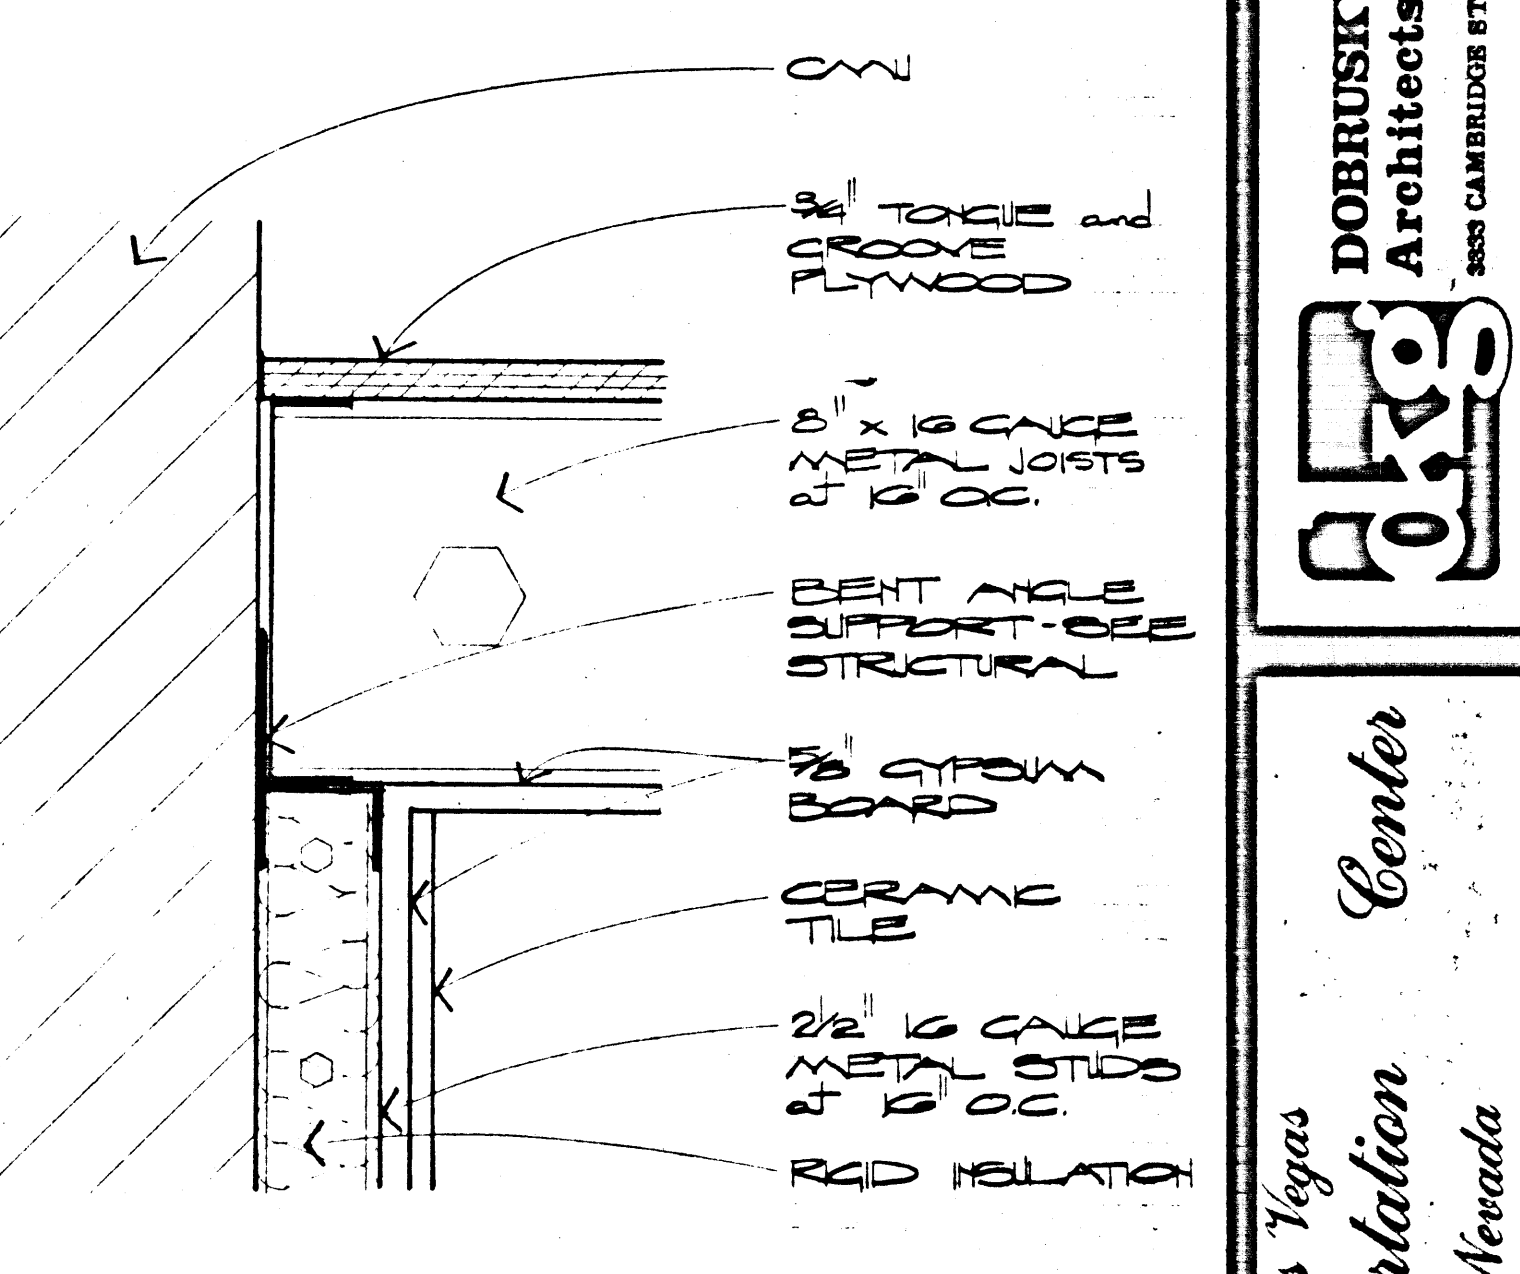 CMU
3/4" TONGUE and
GROOVE
PLYWOOD
8" x 16 GAUGE
METAL JOISTS
at 16" O.C.
BENT ANGLE
SUPPORT - SEE
STRUCTURAL
5/8" GYPSUM
BOARD
CERAMIC
TILE
2 1/2" 16 GAUGE
METAL STUDS
at 16" O.C.
RIGID INSULATION
DOBRUSKY
Architects
3833 CAMBRIDGE ST
dkg
Center
Vegas
Nevada